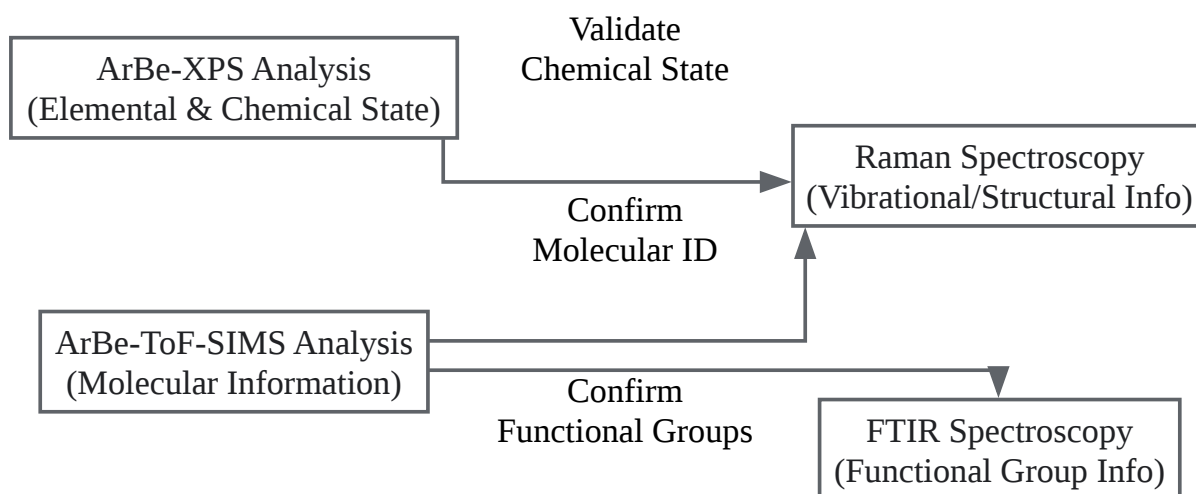 Validate
Chemical State
ArBe-XPS Analysis
(Elemental & Chemical State)
Raman Spectroscopy
(Vibrational/Structural Info)
Confirm
Molecular ID
ArBe-ToF-SIMS Analysis
(Molecular Information)
Confirm
Functional Groups
FTIR Spectroscopy
(Functional Group Info)